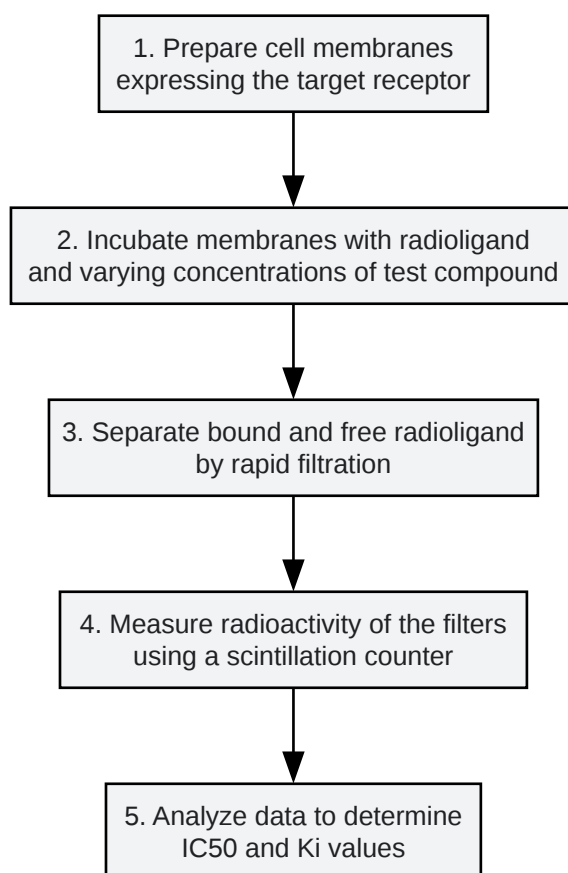 1. Prepare cell membranes
expressing the target receptor
2. Incubate membranes with radioligand
and varying concentrations of test compound
3. Separate bound and free radioligand
by rapid filtration
4. Measure radioactivity of the filters
using a scintillation counter
5. Analyze data to determine
IC50 and Ki values